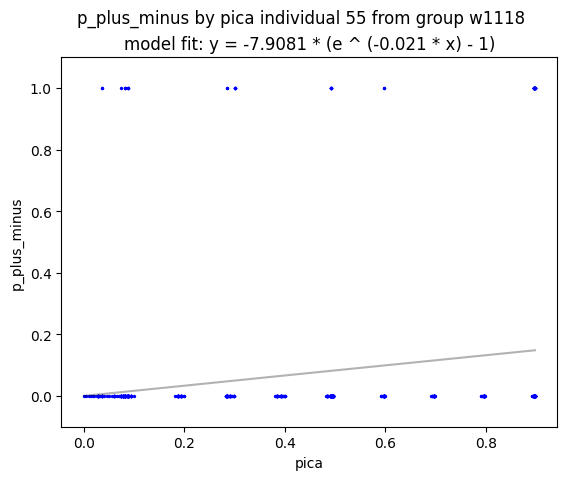 p_plus_minus by pica individual 55 from group w1118
model fit: y = -7.9081 * (e ^ (-0.021 * x) - 1)
1.0
0.8
0.6
0.4
0.2
0.0
p_plus_minus
0.0 0.2 0.4 0.6 0.8
pica